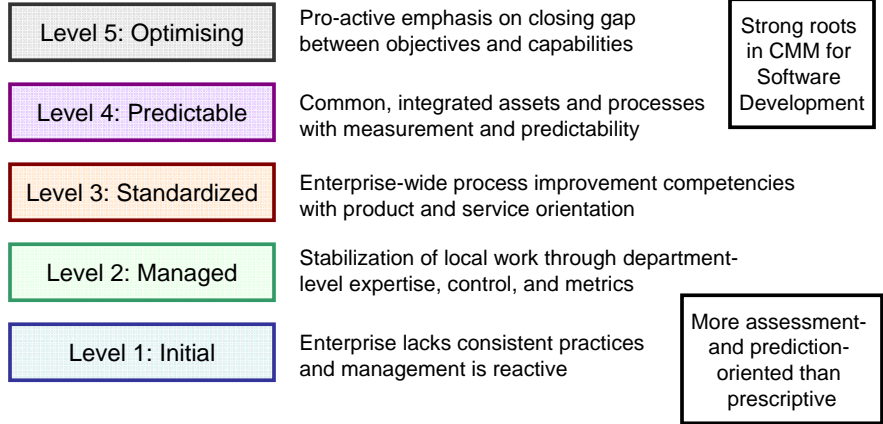 Level 5: Optimising
Pro-active emphasis on closing gap
between objectives and capabilities
Strong roots
in CMM for
Software
Development
Level 4: Predictable
Common, integrated assets and processes
with measurement and predictability
Level 3: Standardized
Enterprise-wide process improvement competencies
with product and service orientation
Level 2: Managed
Stabilization of local work through department-
level expertise, control, and metrics
Level 1: Initial
Enterprise lacks consistent practices
and management is reactive
More assessment-
and prediction-
oriented than
prescriptive